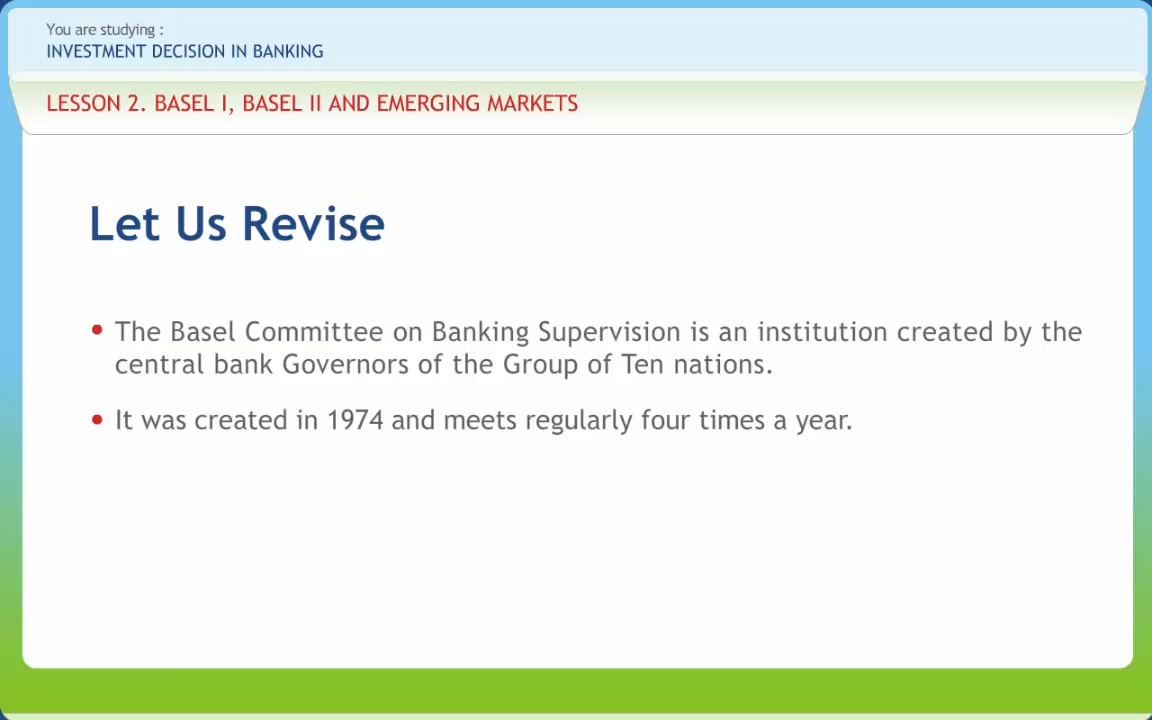 You are studying :
INVESTMENT DECISION IN BANKING
LESSON 2. BASEL I, BASEL II AND EMERGING MARKETS
Let Us Revise
• The Basel Committee on Banking Supervision is an institution created by the
central bank Governors of the Group of Ten nations.
• It was created in 1974 and meets regularly four times a year.